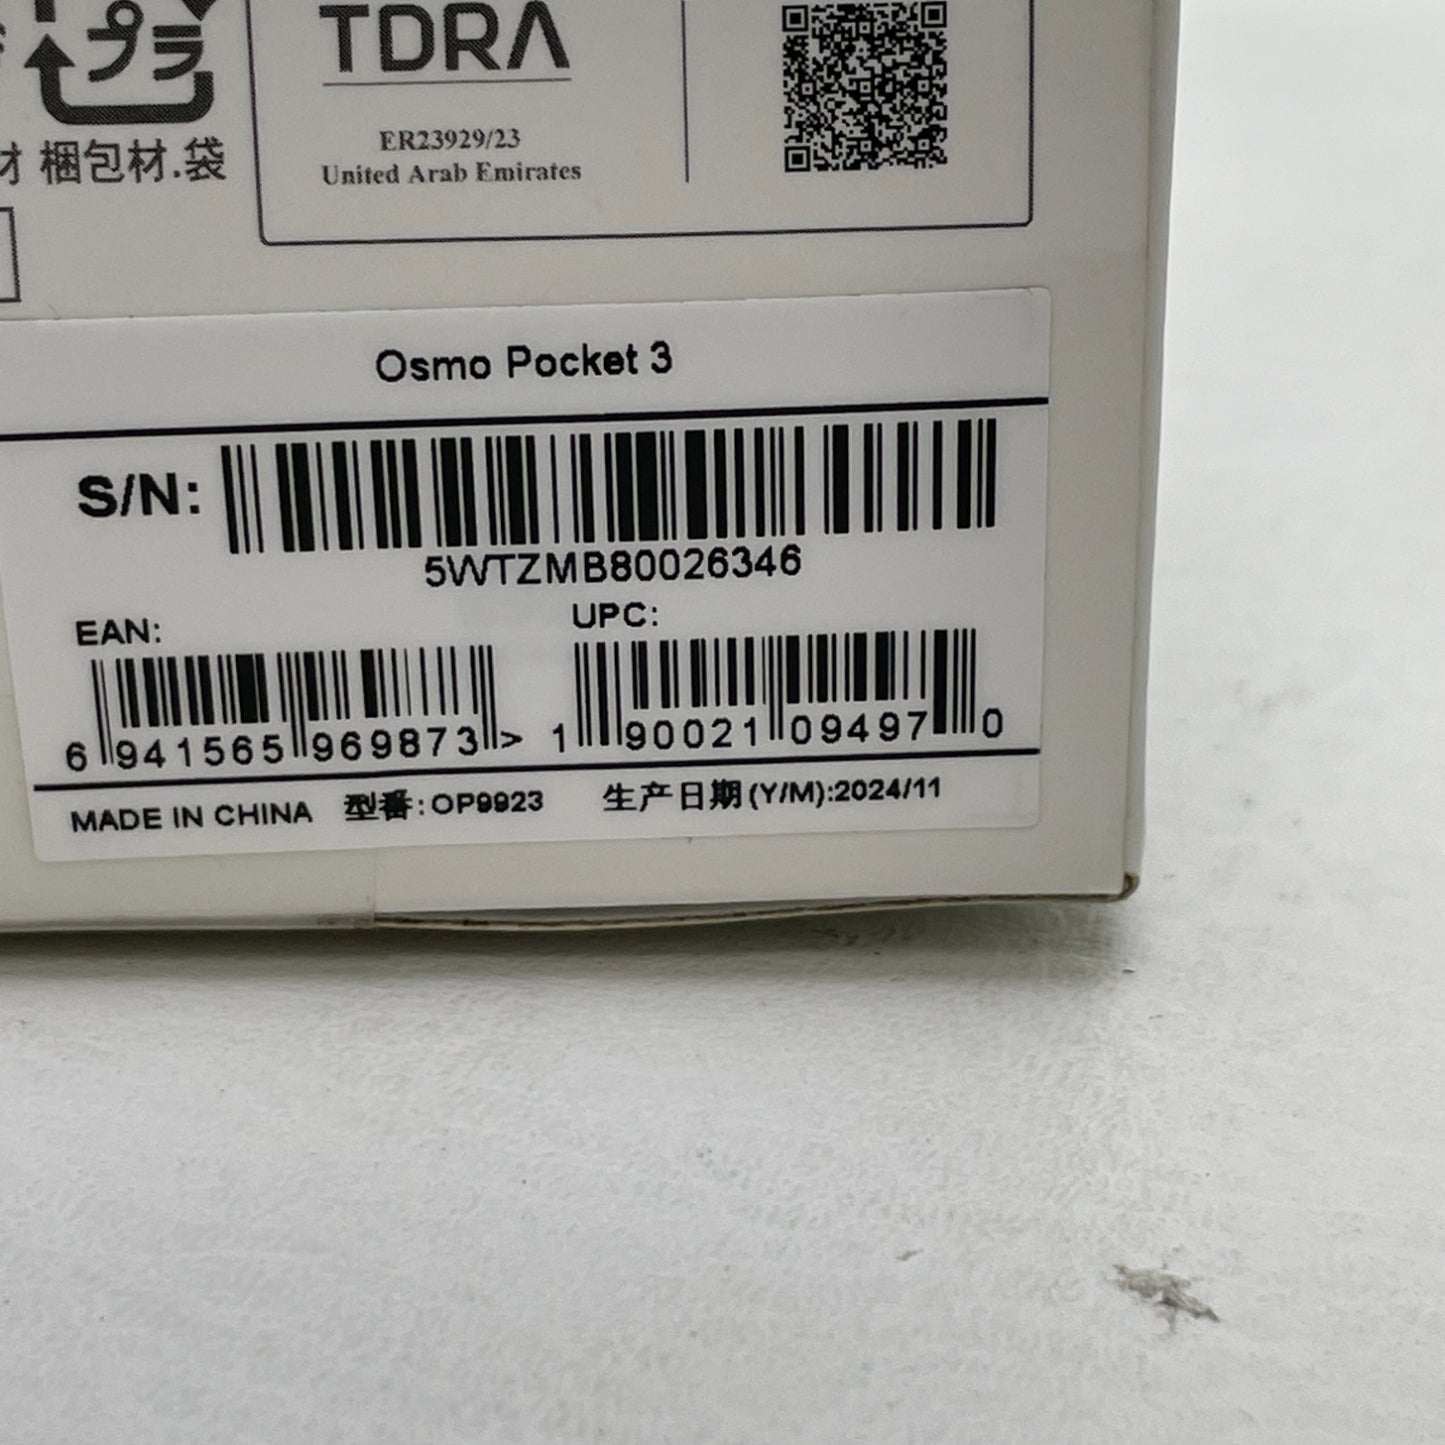 プラ
TDRA
ER23929/23
United Arab Emirates
材 梱包材.袋
Osmo Pocket 3
S/N:
5WTZMB80026346
EAN:
UPC:
6 941565 969873 >
1 90021 09497 0
MADE IN CHINA 型番:OP9923 生产日期(Y/M):2024/11